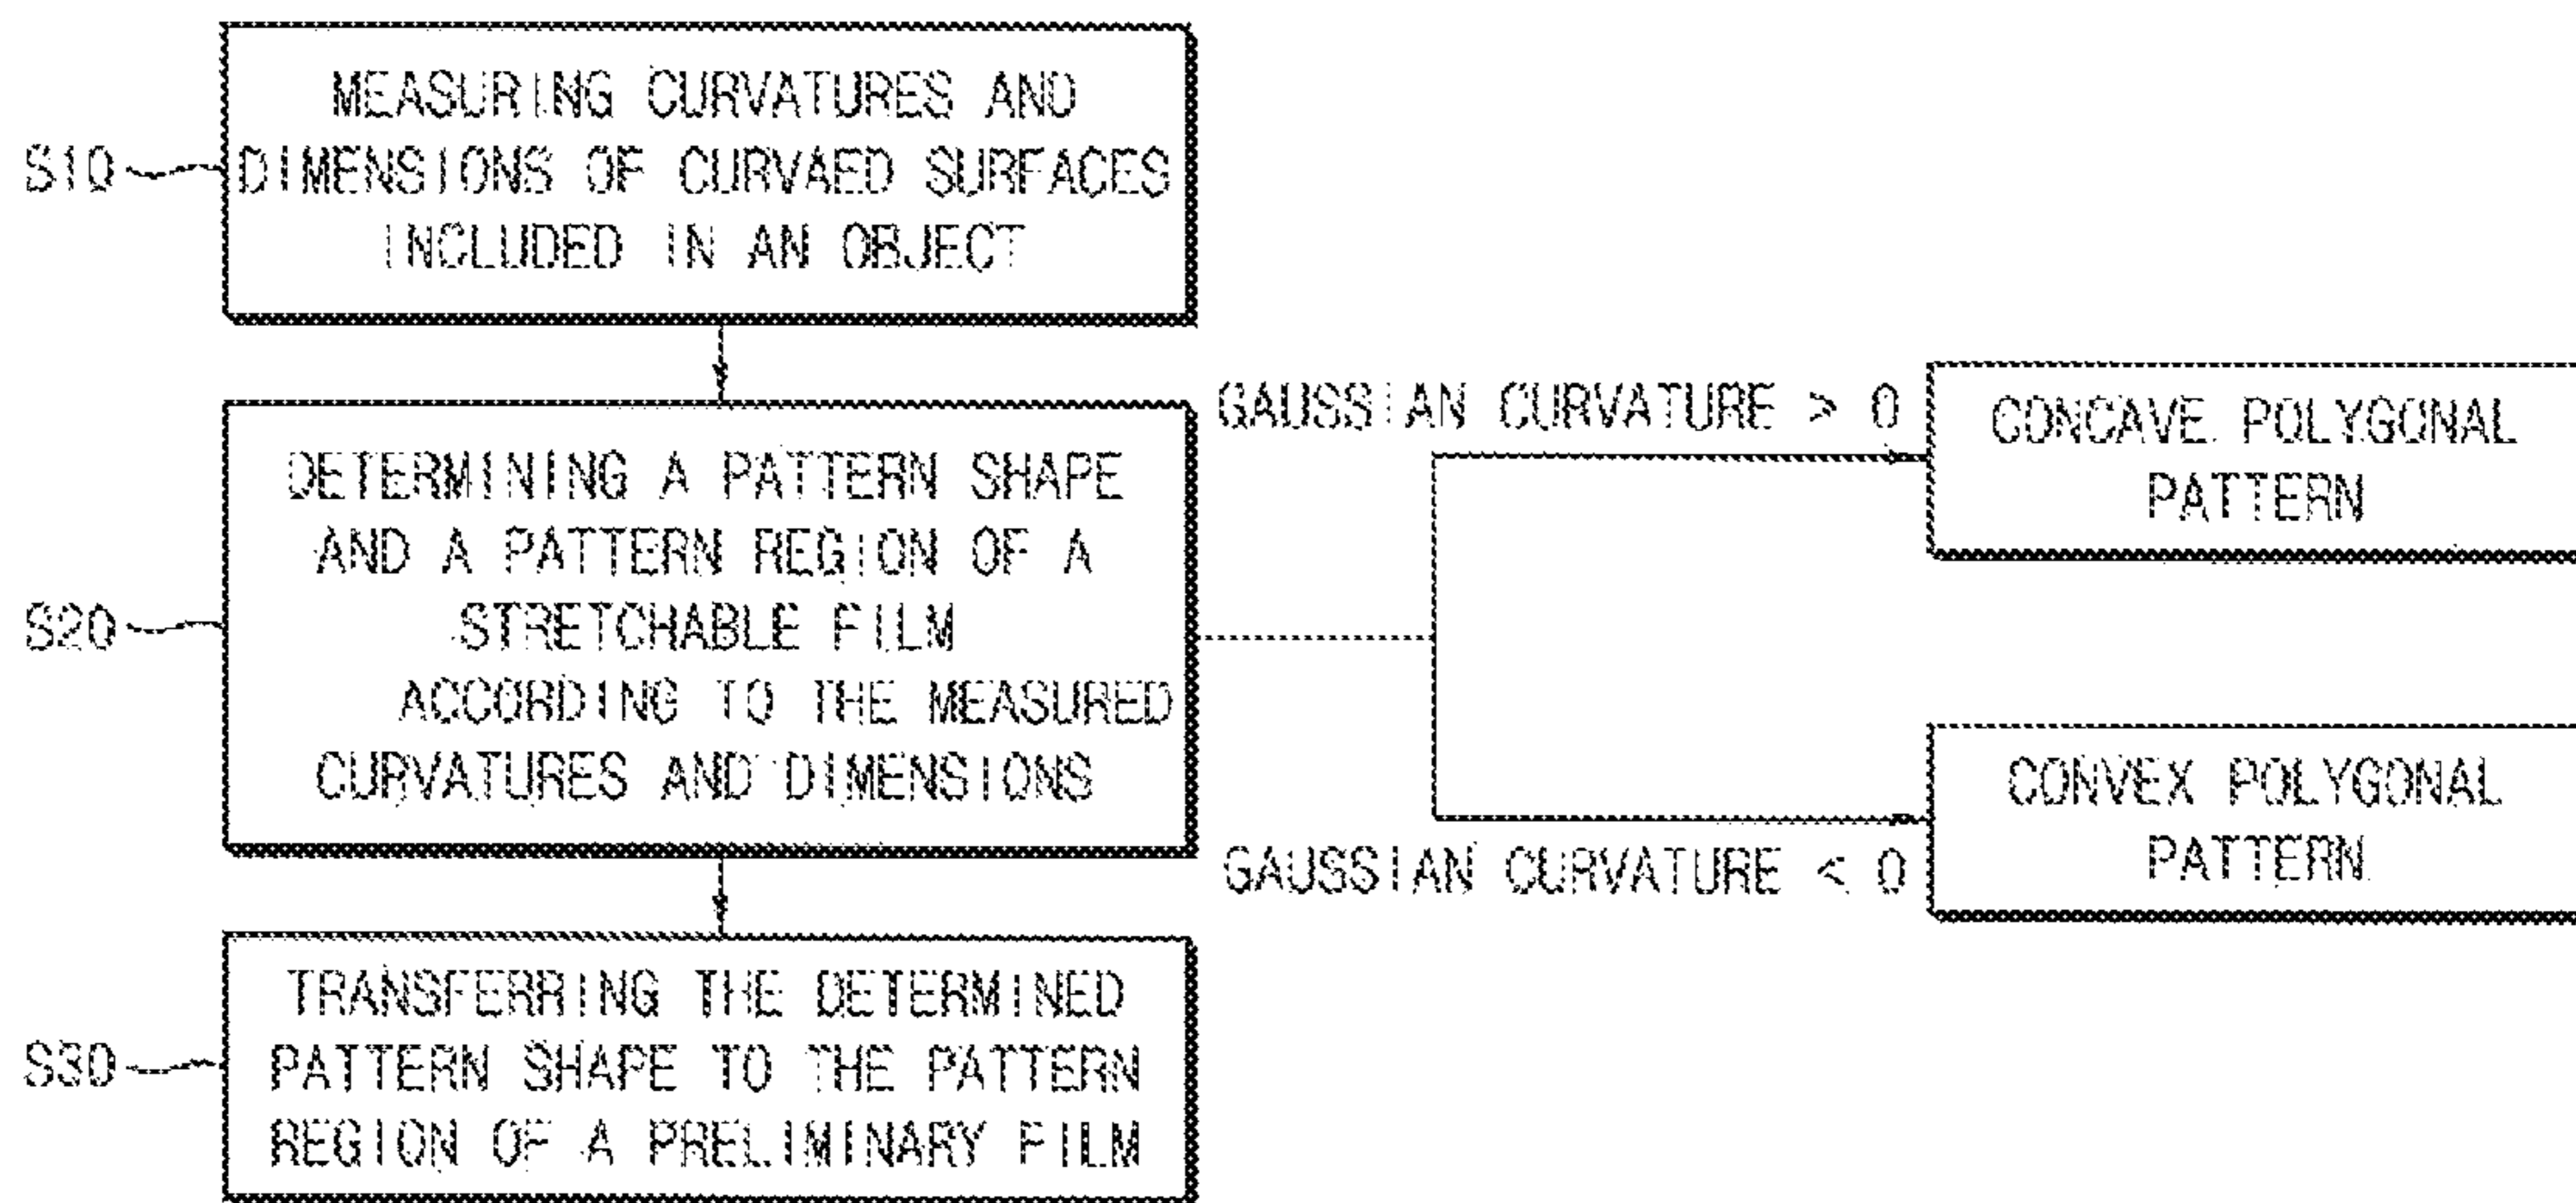 S10
MEASURING CURVATURES AND
DIMENSIONS OF CURVAED SURFACES
INCLUDED IN AN OBJECT
S20
DETERMINING A PATTERN SHAPE
AND A PATTERN REGION OF A
STRETCHABLE FILM
ACCORDING TO THE MEASURED
CURVATURES AND DIMENSIONS
GAUSSIAN CURVATURE > 0
CONCAVE POLYGONAL
PATTERN
GAUSSIAN CURVATURE < 0
CONVEX POLYGONAL
PATTERN
S30
TRANSFERRING THE DETERMINED
PATTERN SHAPE TO THE PATTERN
REGION OF A PRELIMINARY FILM